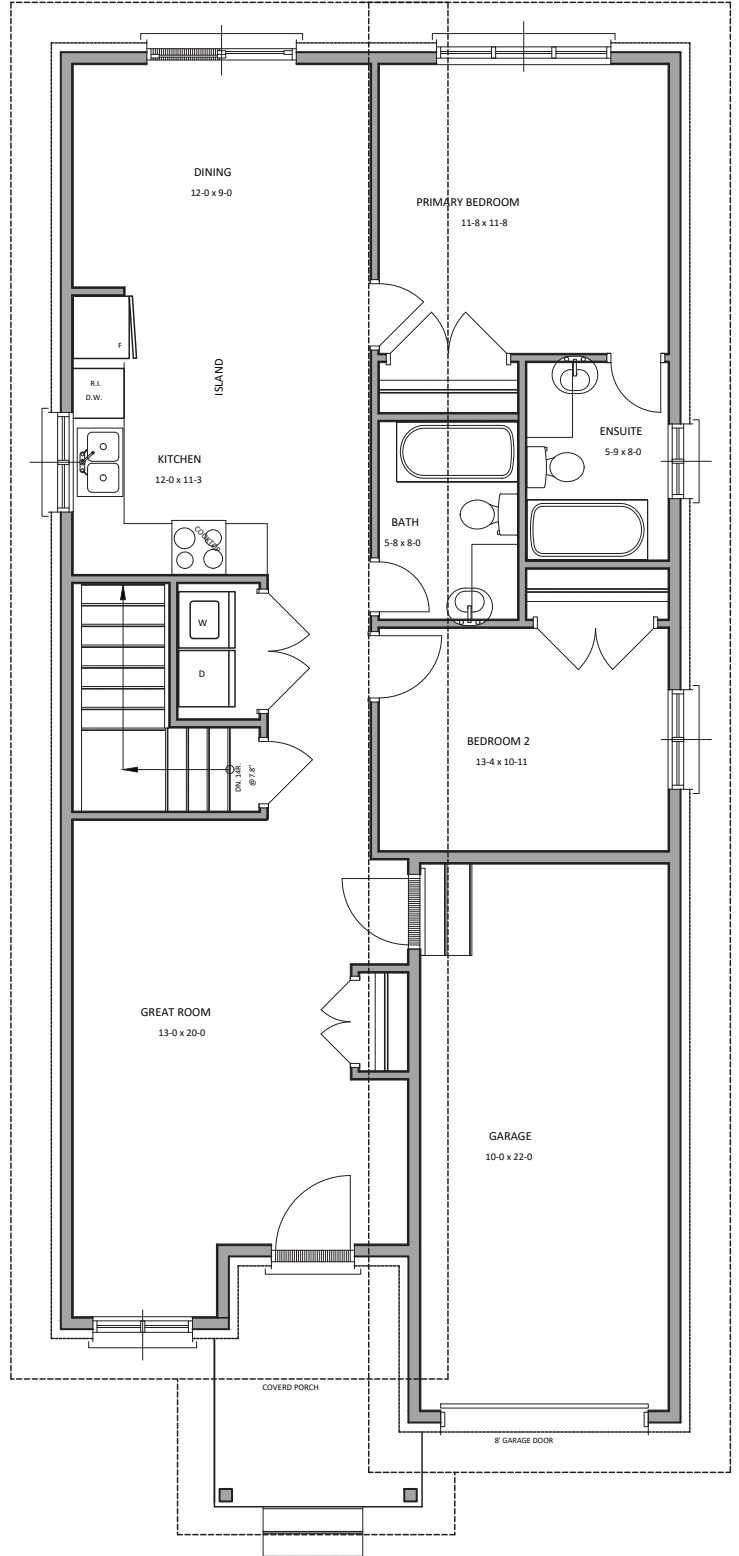 DINING
12-0 x 9-0
PRIMARY BEDROOM
11-8 x 11-8
F
R.I.
D.W.
ISLAND
KITCHEN
12-0 x 11-3
COOKTOP
ENSUITE
5-9 x 8-0
BATH
5-8 x 8-0
W
D
DN. 14R.
@7.8"
BEDROOM 2
13-4 x 10-11
GREAT ROOM
13-0 x 20-0
GARAGE
10-0 x 22-0
COVERD PORCH
8' GARAGE DOOR